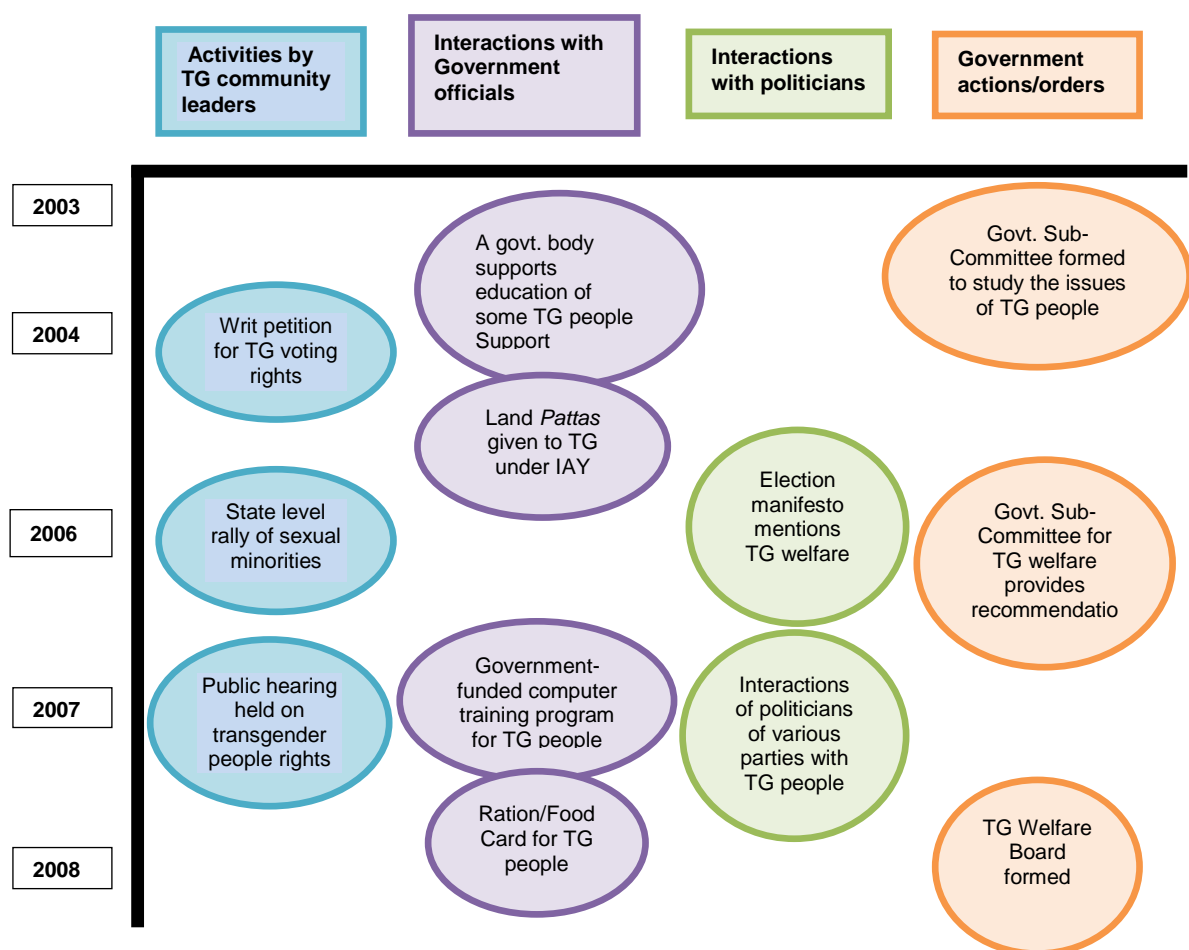 Activities by
TG community
leaders
Interactions with
Government
officials
Interactions
with politicians
Government
actions/orders
2003
A govt. body
supports
education of
some TG people
Support
Govt. Sub-
Committee formed
to study the issues
of TG people
2004
Writ petition
for TG voting
rights
Land Pattas
given to TG
under IAY
2006
State level
rally of sexual
minorities
Election
manifesto
mentions
TG welfare
Govt. Sub-
Committee for
TG welfare
provides
recommendatio
2007
Public hearing
held on
transgender
people rights
Government-
funded computer
training program
for TG people
Interactions
of politicians
of various
parties with
TG people
2008
Ration/Food
Card for TG
people
TG Welfare
Board
formed